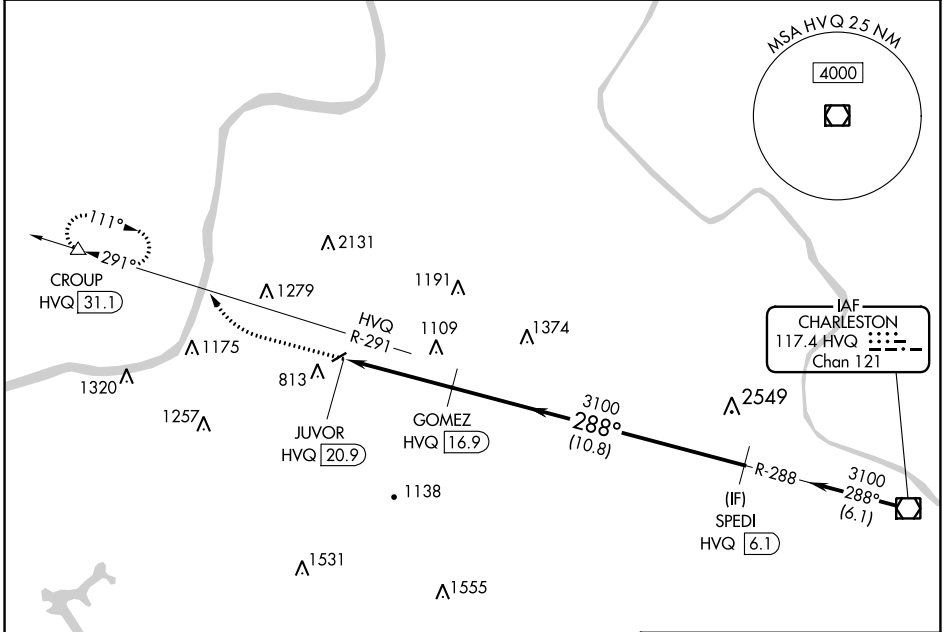 MSA HVQ 25 NM
4000
111°
291°
CROUP
HVQ 31.1
2131
1279
1191
HVQ
R-291
1109
1374
1175
1320
813
1257
JUVOR
HVQ 20.9
GOMEZ
HVQ 16.9
3100
288°
(10.8)
2549
IAF
CHARLESTON
117.4 HVQ
Chan 121
R-288
3100
288°
(6.1)
(IF)
SPEDI
HVQ 6.1
1138
1531
1555